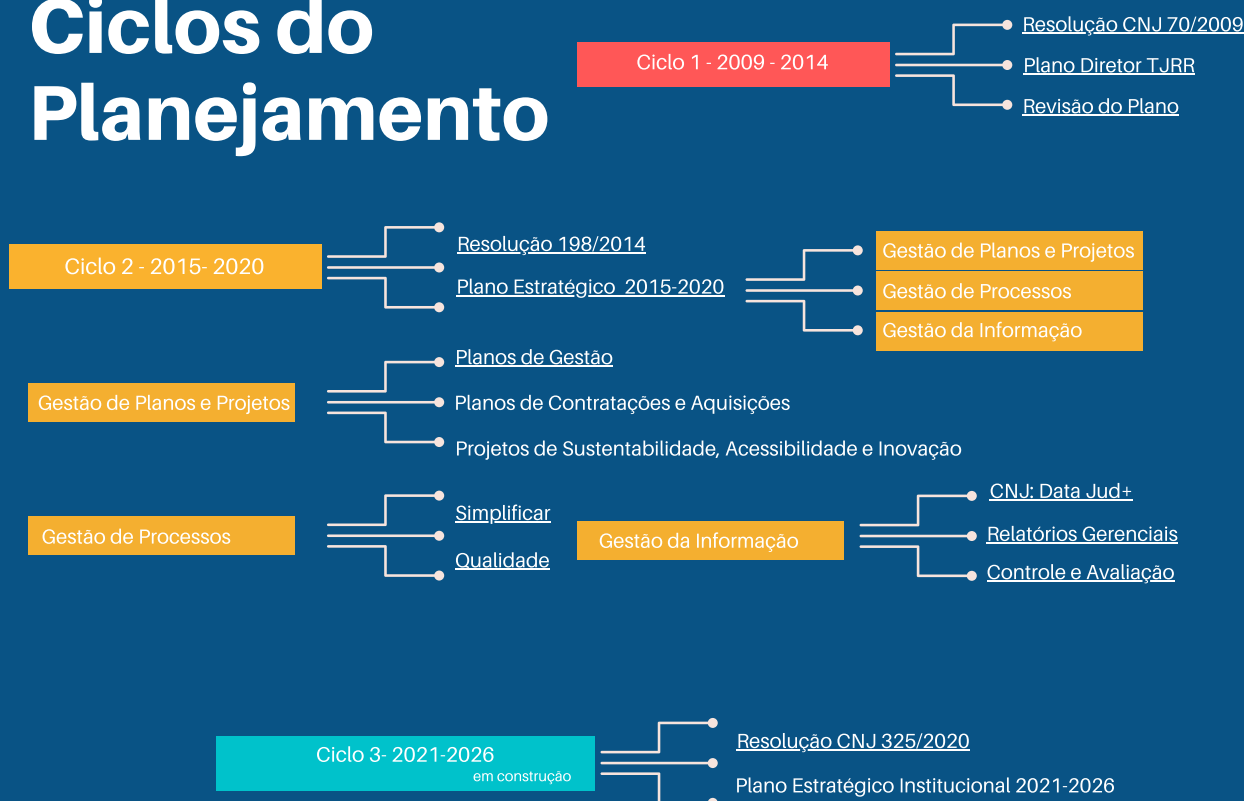 Ciclos do
Planejamento
Ciclo 1 - 2009 - 2014
Resolução CNJ 70/2009
Plano Diretor TJRR
Revisão do Plano
Ciclo 2 - 2015- 2020
Resolução 198/2014
Plano Estratégico  2015-2020
Gestão de Planos e Projetos
Gestão de Processos
Gestão da Informação
Gestão de Planos e Projetos
Planos de Gestão
Planos de Contratações e Aquisições
Projetos de Sustentabilidade, Acessibilidade e Inovação
Gestão de Processos
Simplificar
Qualidade
Gestão da Informação
CNJ: Data Jud+
Relatórios Gerenciais
Controle e Avaliação
Ciclo 3- 2021-2026
em construção
Resolução CNJ 325/2020
Plano Estratégico Institucional 2021-2026